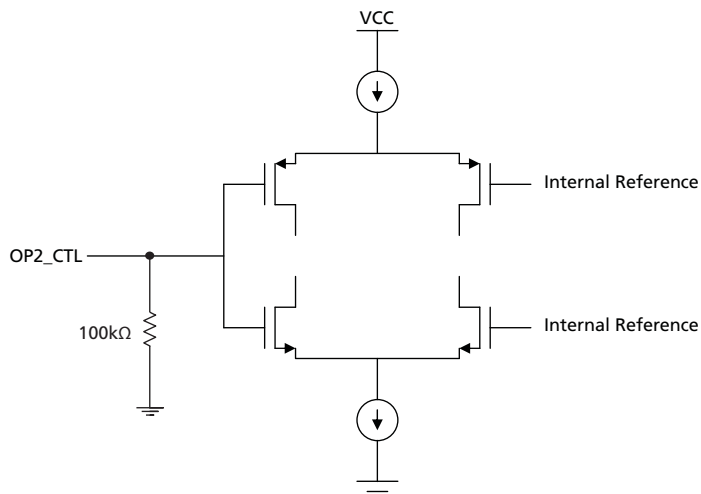 VCC
Internal Reference
OP2_CTL
100kΩ
Internal Reference